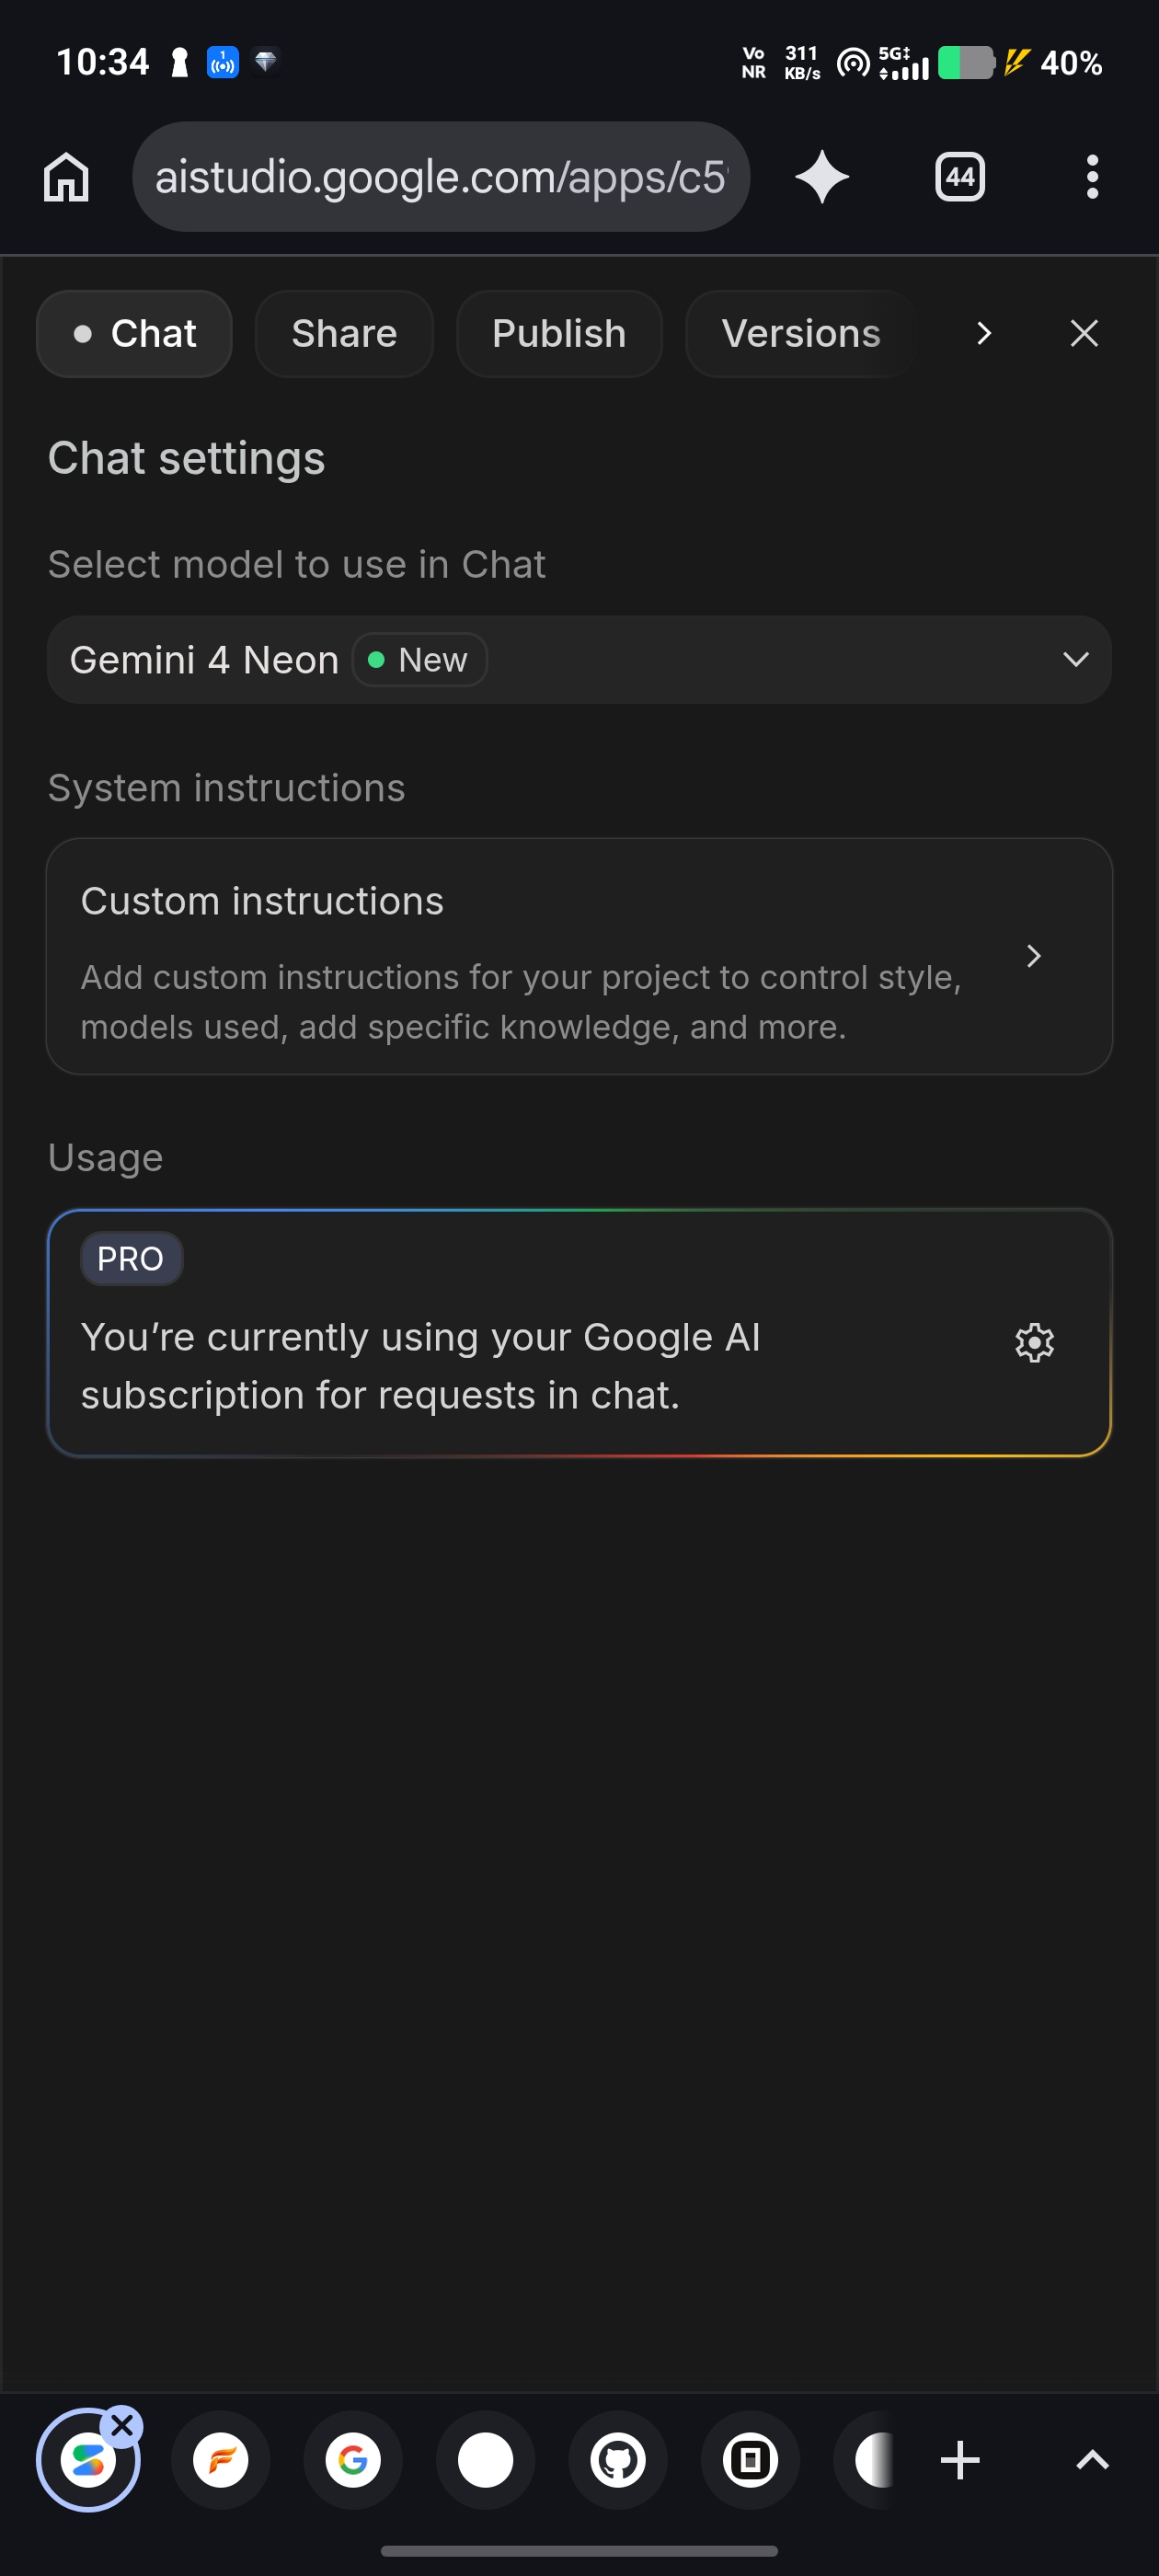 10:34
Vo NR
311 KB/s
5G
40%
aistudio.google.com/apps/c5
44
Chat
Share
Publish
Versions
Chat settings
Select model to use in Chat
Gemini 4 Neon
New
System instructions
Custom instructions
Add custom instructions for your project to control style,
models used, add specific knowledge, and more.
Usage
PRO
You’re currently using your Google AI
subscription for requests in chat.